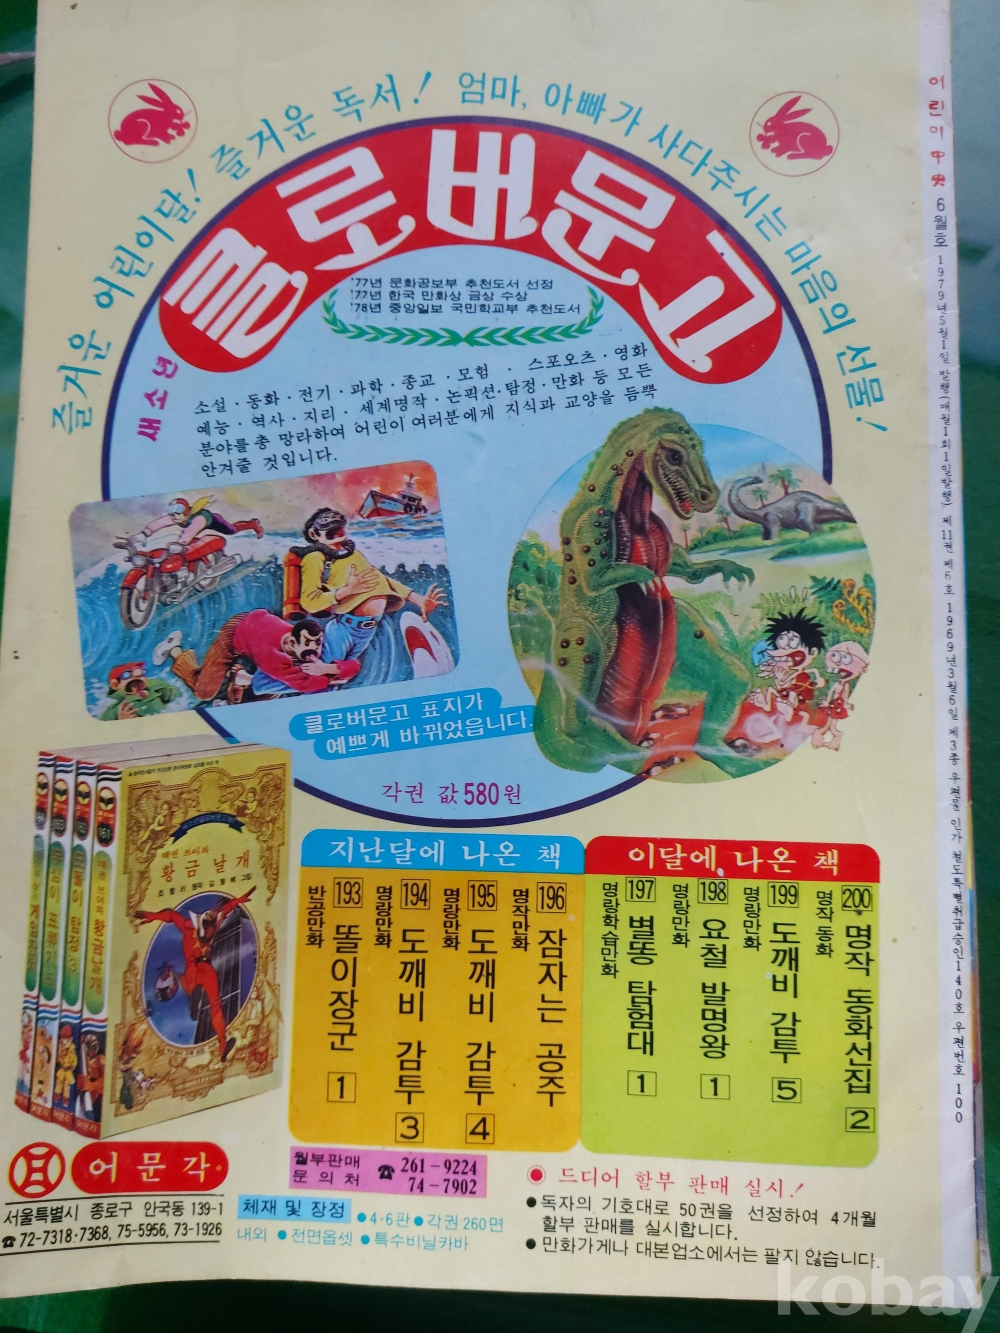 즐거운 어린이달! 즐거운 독서! 엄마, 아빠가 사다주시는 마음의 선물!
새소년
클로버문고
'77년 문화공보부 추천도서 선정
'77년 한국 만화상 금상 수상
'78년 중앙일보 국민학교부 추천도서
소설·동화·전기·과학·종교·모험·스포오츠·영화
예능·역사·지리·세계명작·논픽션·탐정·만화 등 모든
분야를 총 망라하여 어린이 여러분에게 지식과 교양을 듬뿍
안겨줄 것입니다.
클로버문고 표지가
예쁘게 바뀌었읍니다.
각권 값 580원
황금 날개
지난달에 나온 책
193 반공만화 똘이장군 1
194 명랑만화 도깨비 감투 3
195 명랑만화 도깨비 감투 4
196 명작만화 잠자는 공주
이달에 나온 책
197 명랑학습만화 별똥 탐험대 1
198 명랑만화 요철 발명왕 1
199 명랑만화 도깨비 감투 5
200 명작동화 명작 동화선집 2
어문각
서울특별시 종로구 안국동 139-1
☎ 72-7318·7368, 75-5956, 73-1926
월부판매
문의처
☎ 261-9224
74-7902
체재 및 장정 ●4·6판 ●각권 260면
내외 ●전면옵셋 ●특수비닐카바
◉ 드디어 할부 판매 실시!
●독자의 기호대로 50권을 선정하여 4개월
할부 판매를 실시합니다.
●만화가게나 대본업소에서는 팔지 않습니다.
어린이 中央 6월호 1979년 5월 1일 발행(매월 1회 1일 발행) 제11권 제6호 1969년 3월 6일 제3종 우편물 인가 철도특별취급승인 140호 우편번호 100
kobay